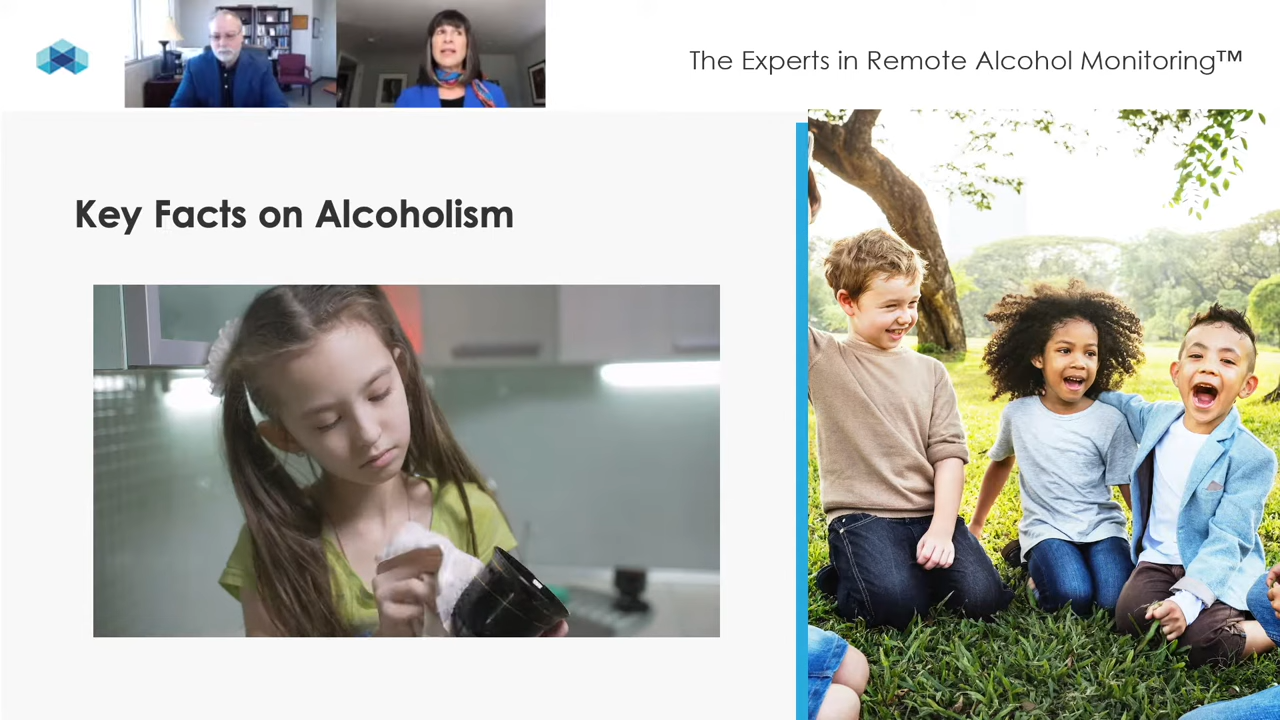 The Experts in Remote Alcohol Monitoring™
Key Facts on Alcoholism